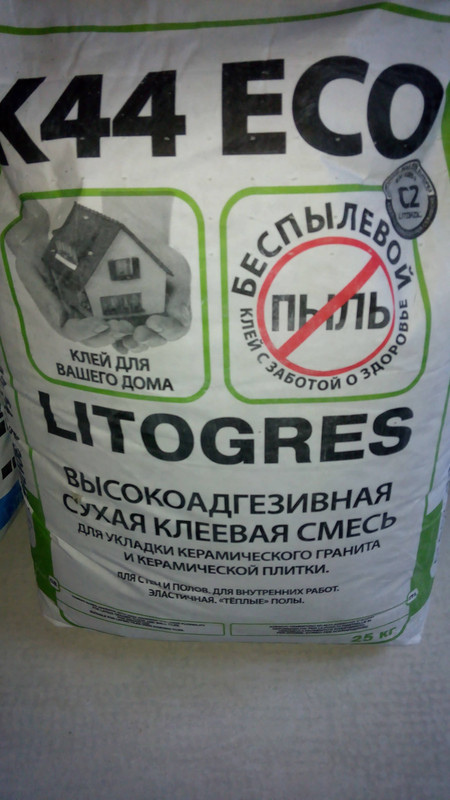 K44 ECO
C2
LITOKOL
БЕСПЫЛЕВОЙ
ПЫЛЬ
КЛЕЙ С ЗАБОТОЙ О ЗДОРОВЬЕ
КЛЕЙ ДЛЯ
ВАШЕГО ДОМА
LITOGRES
ВЫСОКОАДГЕЗИВНАЯ
СУХАЯ КЛЕЕВАЯ СМЕСЬ
ДЛЯ УКЛАДКИ КЕРАМИЧЕСКОГО ГРАНИТА
И КЕРАМИЧЕСКОЙ ПЛИТКИ.
ДЛЯ СТЕН И ПОЛОВ. ДЛЯ ВНУТРЕННИХ РАБОТ.
ЭЛАСТИЧНАЯ. «ТЁПЛЫЕ» ПОЛЫ.
25 КГ